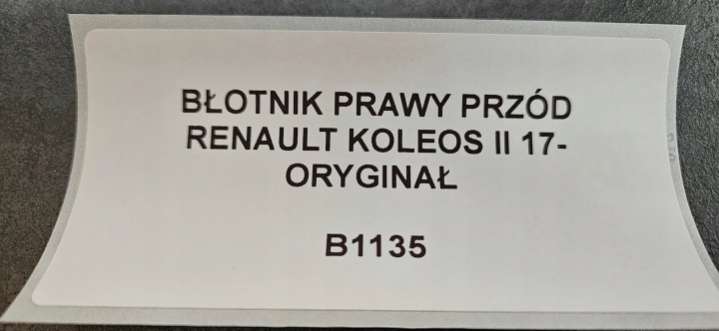 BŁOTNIK PRAWY PRZÓD
RENAULT KOLEOS II 17-
ORYGINAŁ
B1135